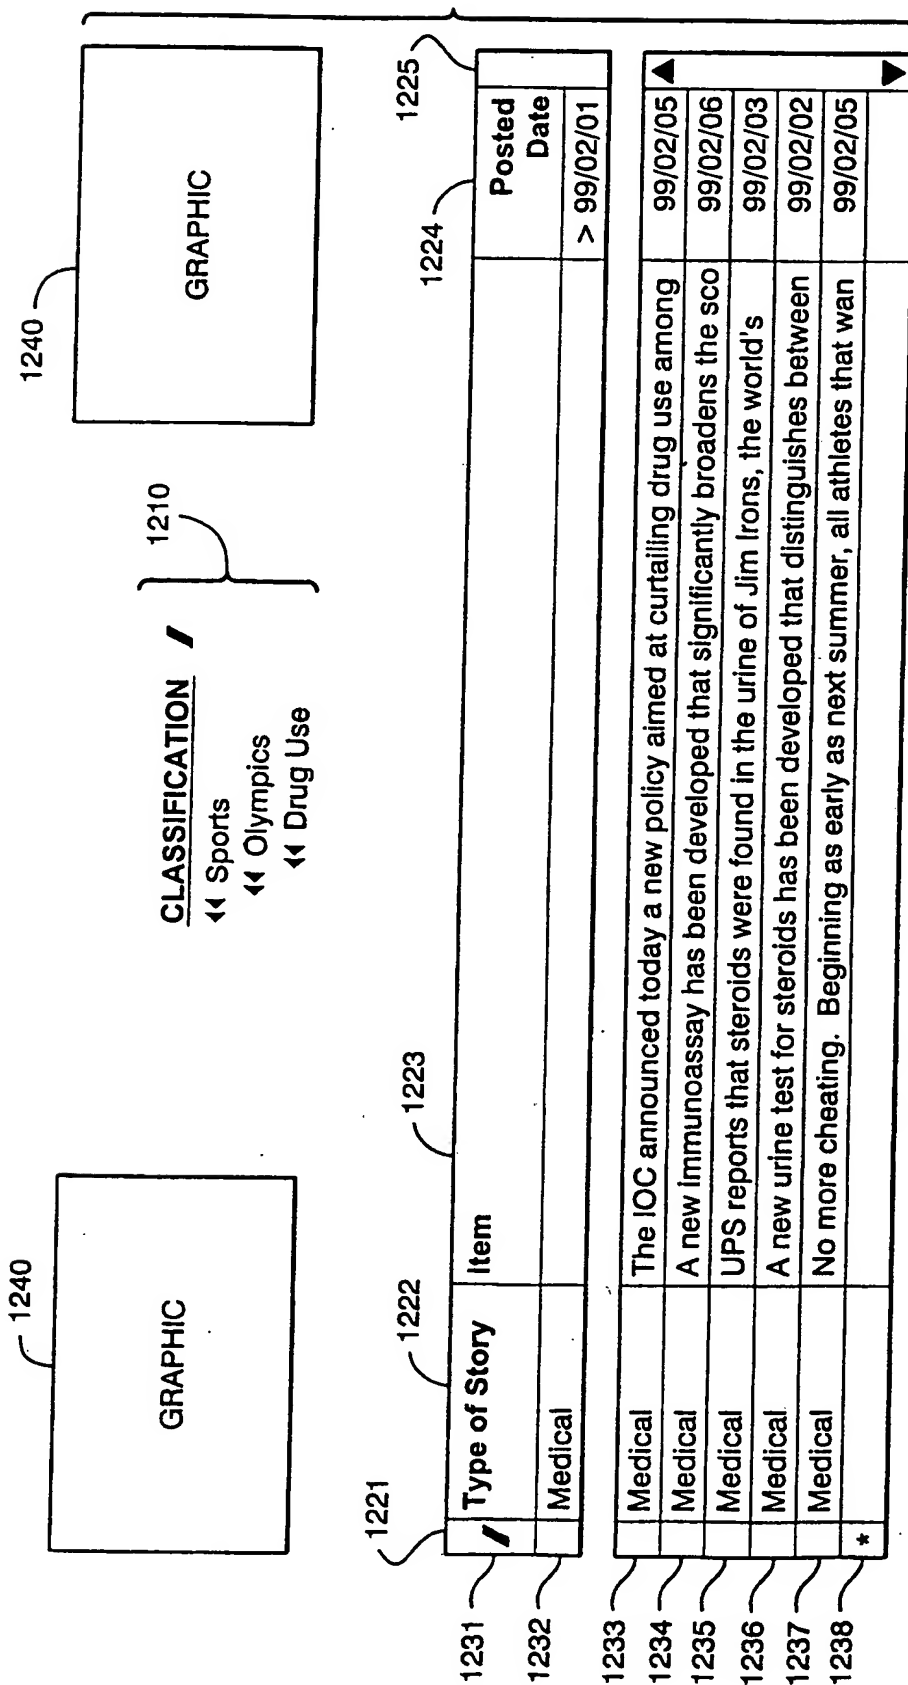 1240
GRAPHIC
1210
CLASSIFICATION
Sports
Olympics
Drug Use
1240
GRAPHIC
1221
1222
1223
1224
1225
1231
Type of Story
Item
Posted
Date
1232
Medical
> 99/02/01
1233
Medical
The IOC announced today a new policy aimed at curtailing drug use among
99/02/05
1234
Medical
A new immunoassay has been developed that significantly broadens the sco
99/02/06
1235
Medical
UPS reports that steroids were found in the urine of Jim Irons, the world's
99/02/03
1236
Medical
A new urine test for steroids has been developed that distinguishes between
99/02/02
1237
Medical
No more cheating. Beginning as early as next summer, all athletes that wan
99/02/05
1238
*